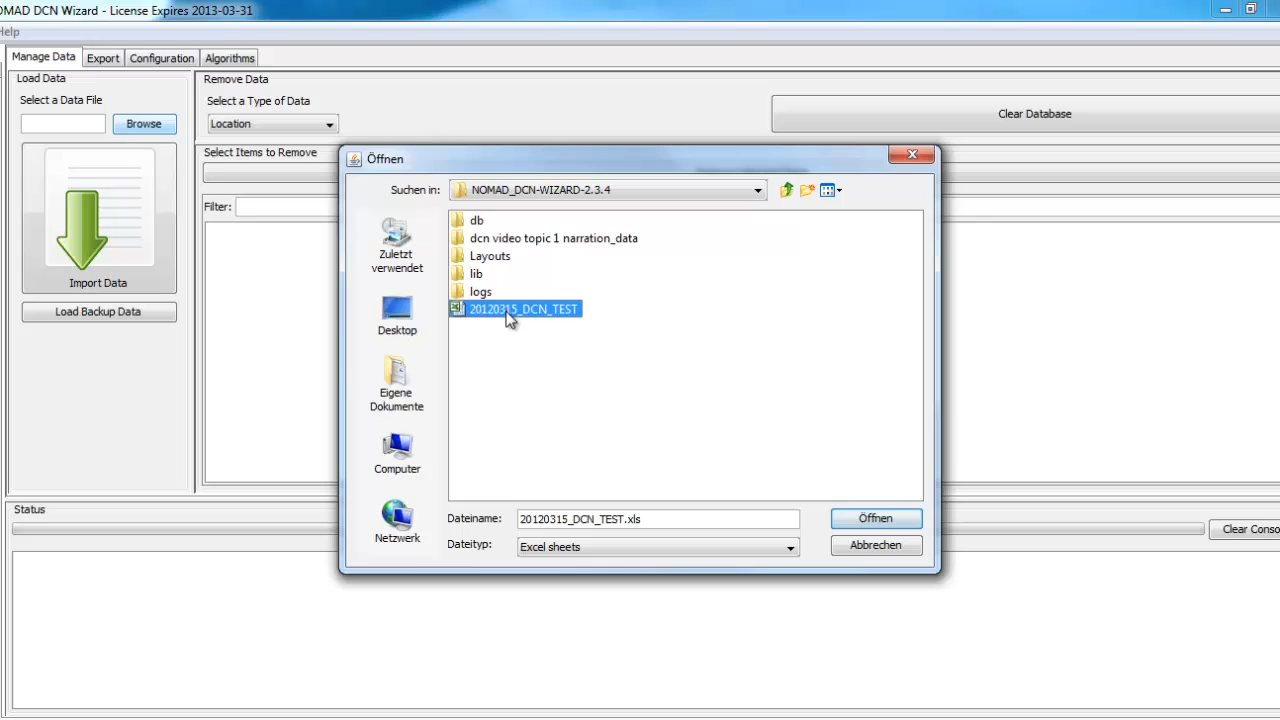 OMAD DCN Wizard - License Expires 2013-03-31
Help
Manage Data
Export
Configuration
Algorithms
Load Data
Select a Data File
Browse
Import Data
Load Backup Data
Remove Data
Select a Type of Data
Location
Clear Database
Select Items to Remove
Filter:
Öffnen
Suchen in:
NOMAD_DCN-WIZARD-2.3.4
Zuletzt
verwendet
Desktop
Eigene
Dokumente
Computer
Netzwerk
db
dcn video topic 1 narration_data
Layouts
lib
logs
20120315_DCN_TEST
Dateiname:
20120315_DCN_TEST.xls
Öffnen
Dateityp:
Excel sheets
Abbrechen
Status
Clear Conso